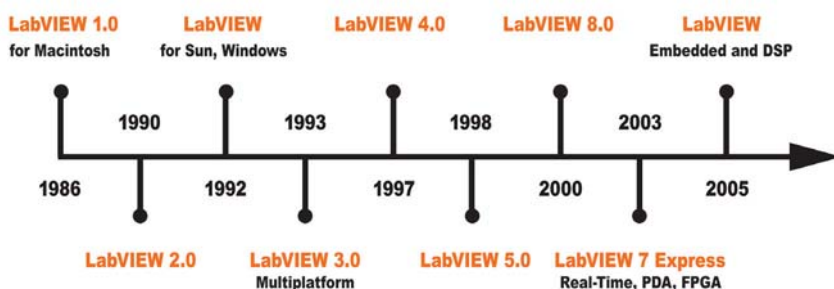 LabVIEW 1.0 LabVIEW LabVIEW 4.0 LabVIEW 8.0 LabVIEW
for Macintosh for Sun, Windows Embedded and DSP
1990 1993 1998 2003
1986 1992 1997 2000 2005
LabVIEW 2.0 LabVIEW 3.0 LabVIEW 5.0 LabVIEW 7 Express
Multiplatform Real-Time, PDA, FPGA